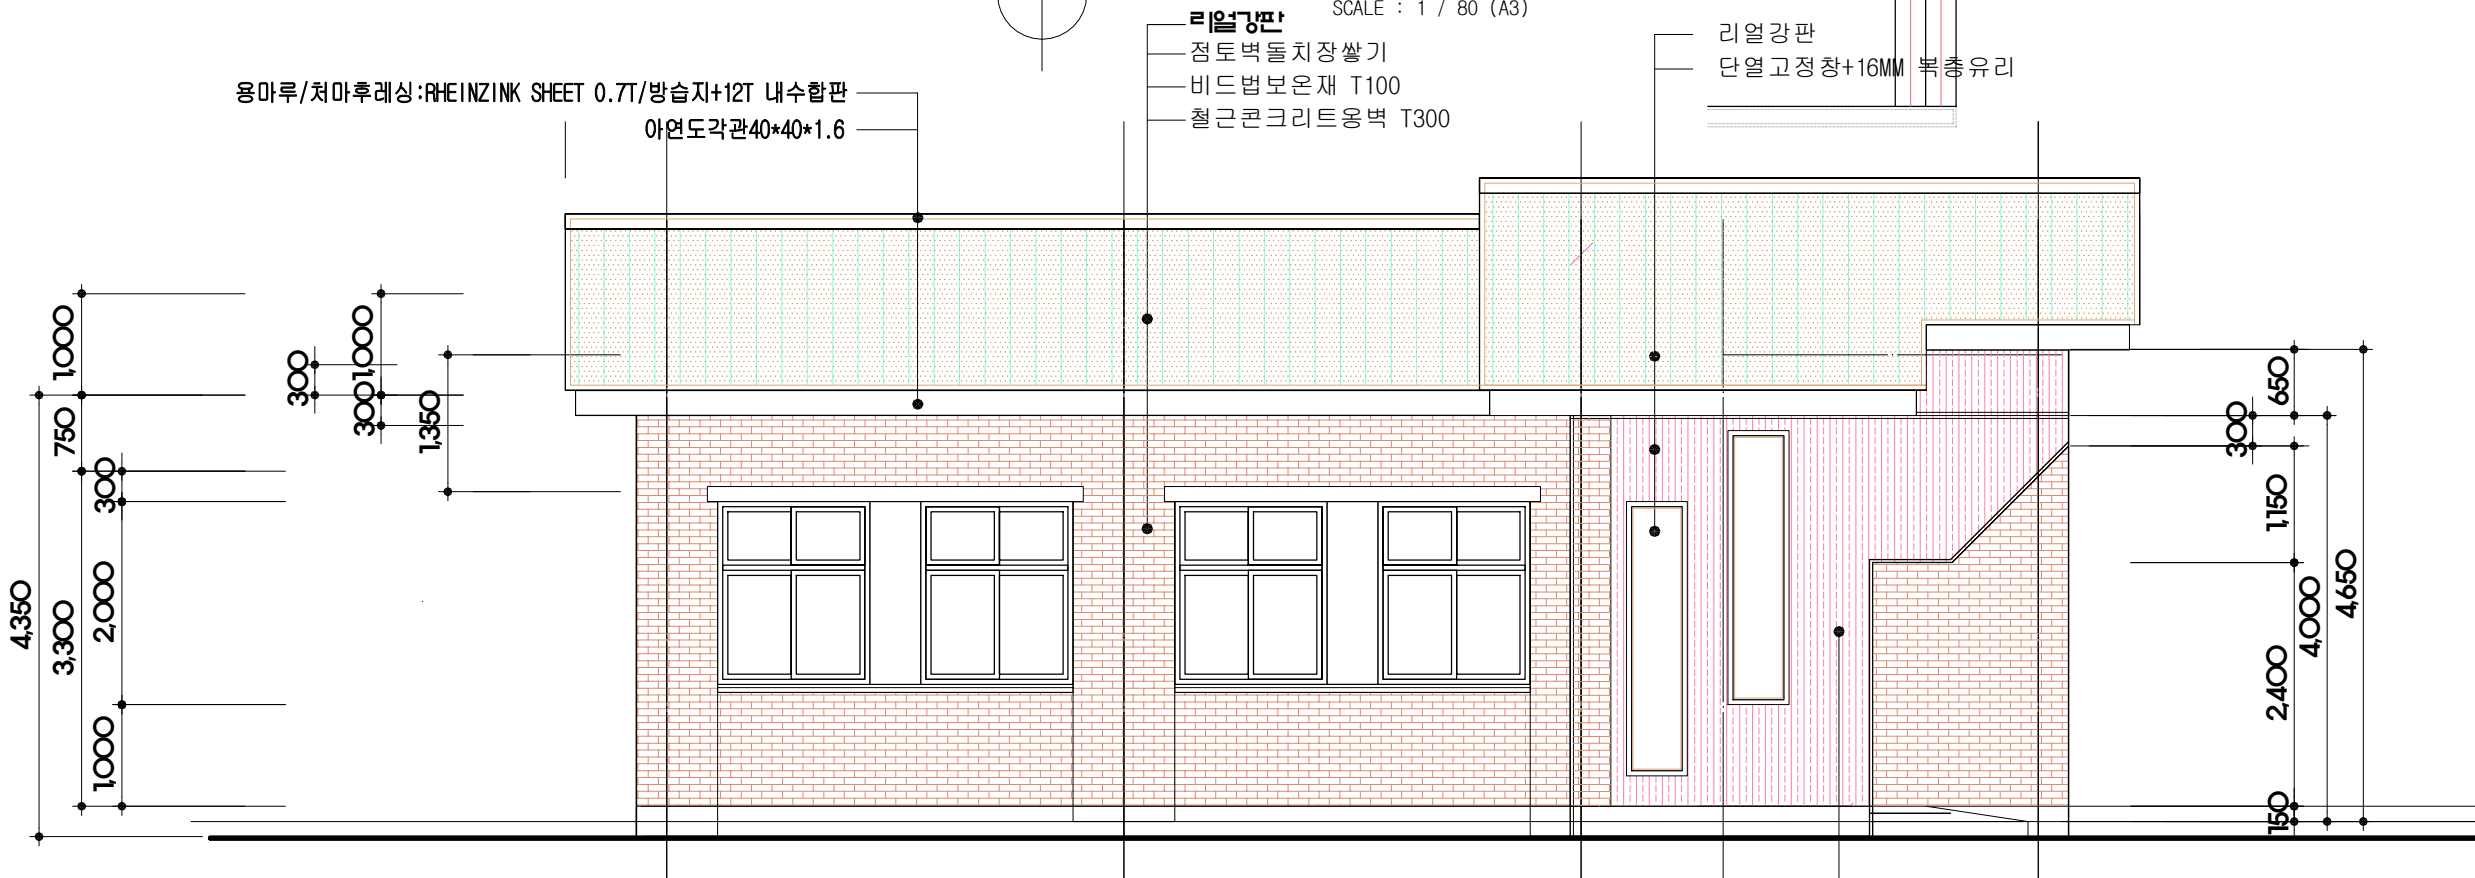 SCALE : 1 / 80 (A3)
리얼강판
점토벽돌치장쌓기
비드법보온재 T100
철근콘크리트옹벽 T300
리얼강판
단열고정창+16MM 복층유리
용마루/처마후레싱:RHEINZINK SHEET 0.7T/방습지+12T 내수합판
아연도각관40*40*1.6
1,000
750
3,300
4,350
300
2,000
1,000
300
1,000
300
1,350
650
300
1,150
2,400
150
4,000
4,650